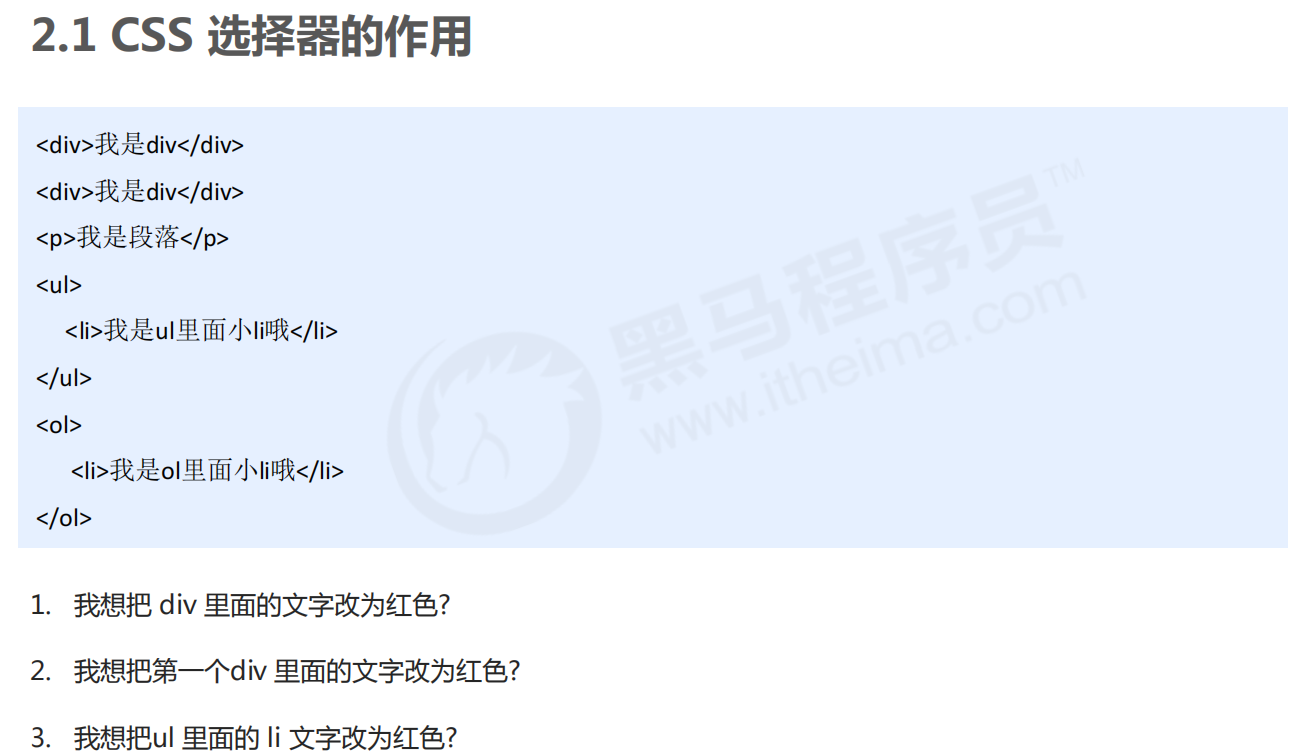 2.1 CSS 选择器的作用
<div>我是div</div>
<div>我是div</div>
<p>我是段落</p>
<ul>
<li>我是ul里面小li哦</li>
</ul>
<ol>
<li>我是ol里面小li哦</li>
</ol>
黑马程序员™
www.itheima.com
1. 我想把 div 里面的文字改为红色?
2. 我想把第一个div 里面的文字改为红色?
3. 我想把ul 里面的 li 文字改为红色?